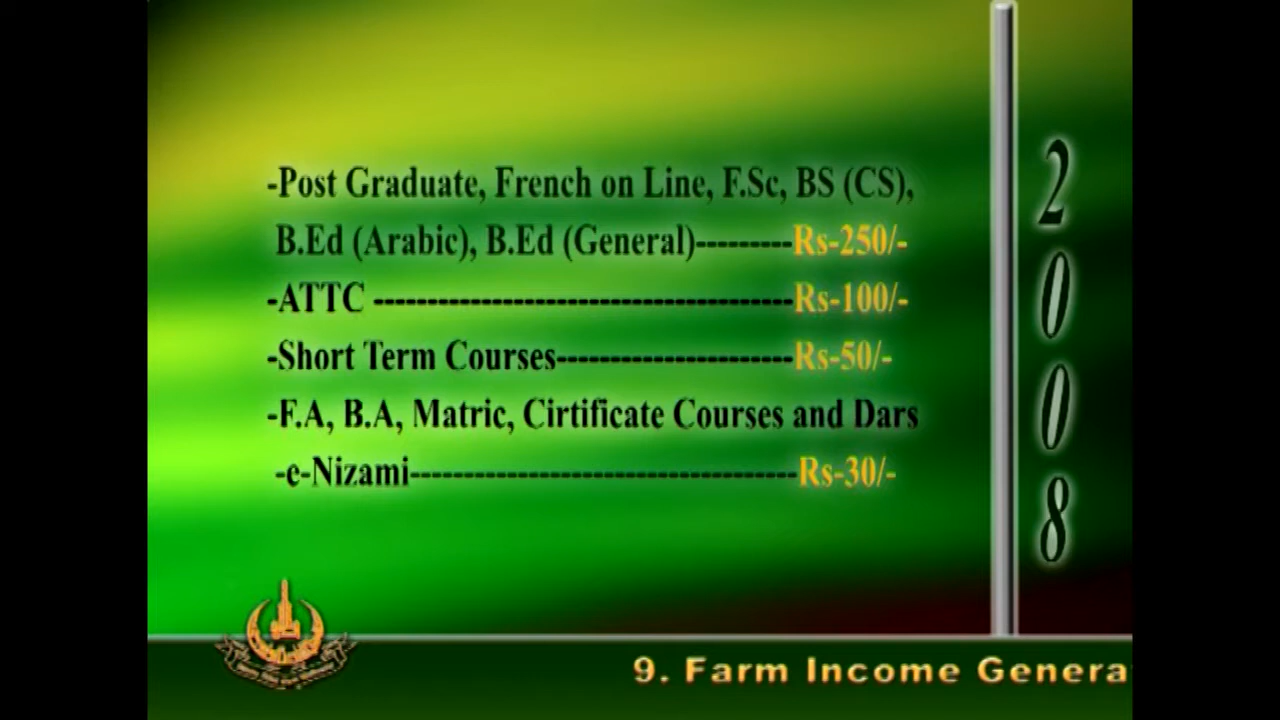 -Post Graduate, French on Line, F.Sc, BS (CS),
B.Ed (Arabic), B.Ed (General)---------Rs-250/-
-ATTC ---------------------------------------Rs-100/-
-Short Term Courses----------------------Rs-50/-
-F.A, B.A, Matric, Cirtificate Courses and Dars
-e-Nizami------------------------------------Rs-30/-
2008
9. Farm Income Genera